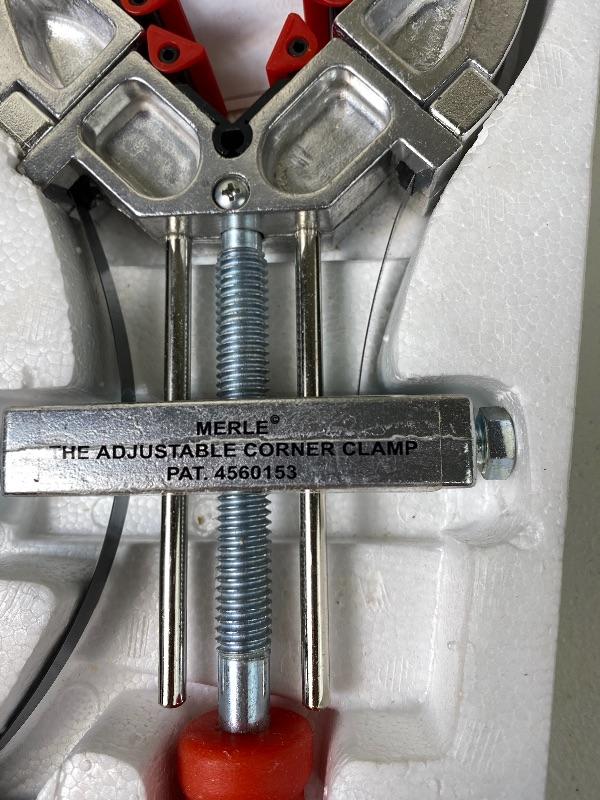 MERLE©
THE ADJUSTABLE CORNER CLAMP
PAT. 4560153